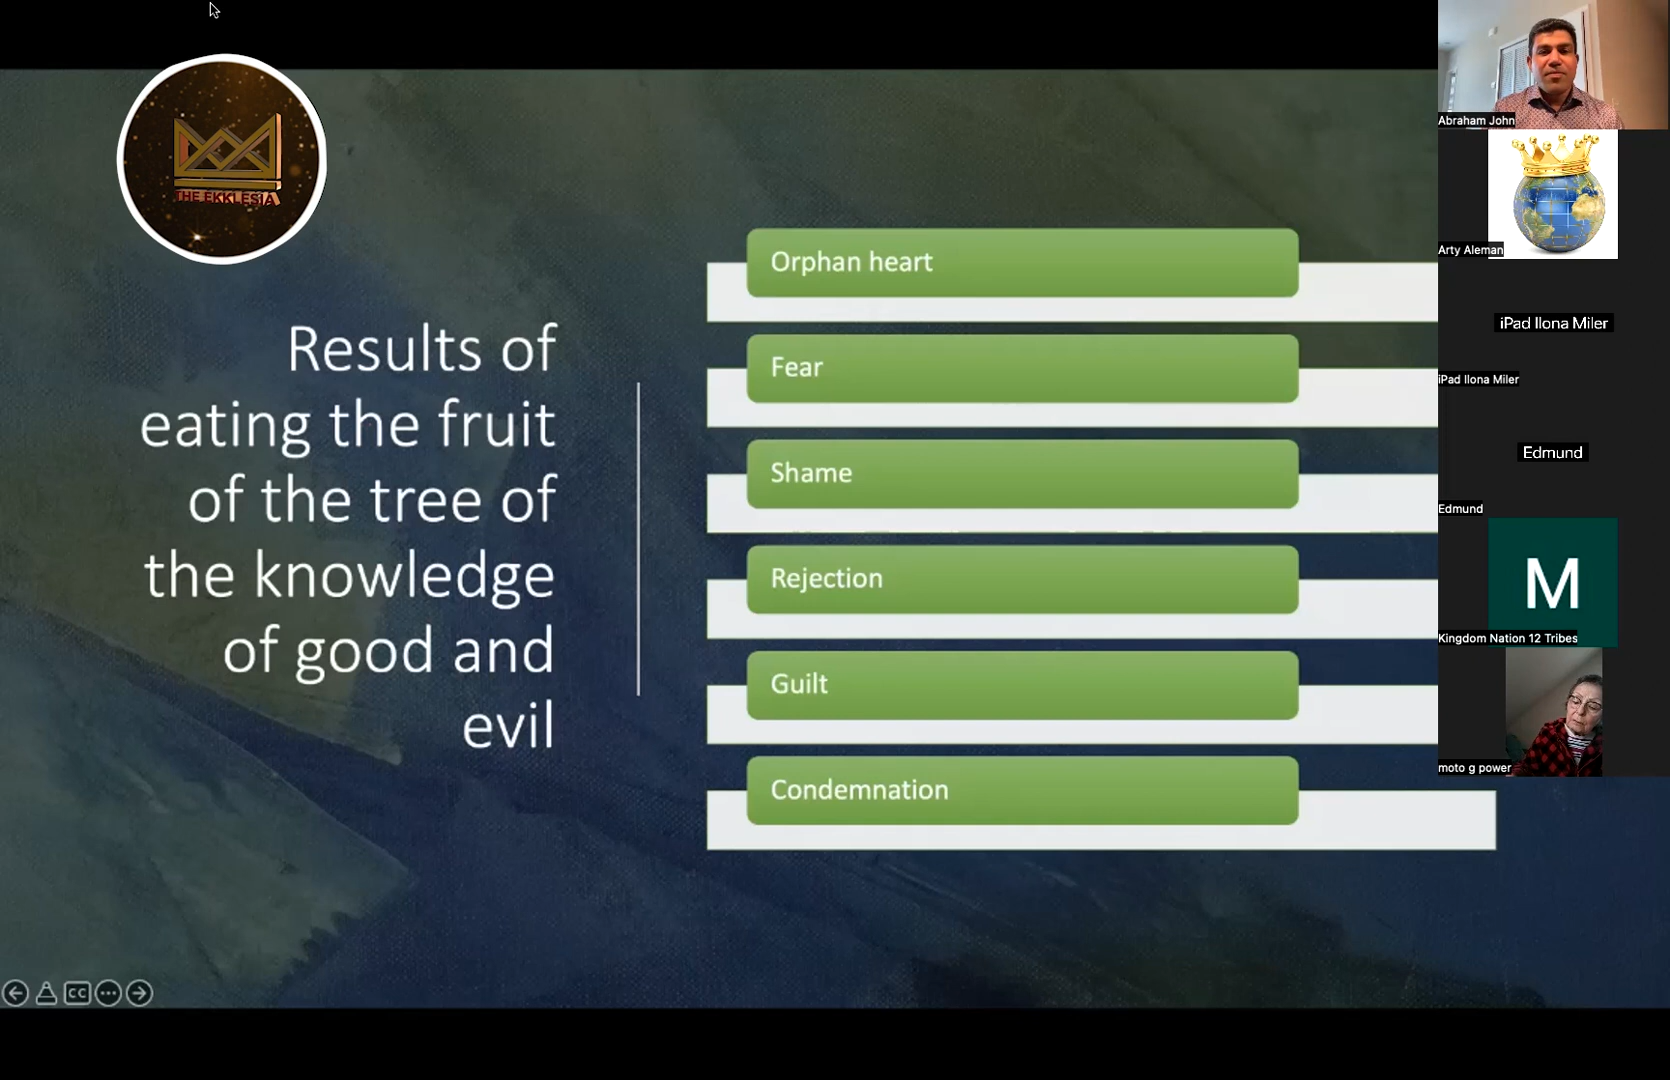 THE EKKLESIA
Results of
eating the fruit
of the tree of
the knowledge
of good and
evil
Orphan heart
Fear
Shame
Rejection
Guilt
Condemnation
CC
Abraham John
Arty Aleman
iPad Ilona Miler
iPad Ilona Miler
Edmund
Edmund
M
Kingdom Nation 12 Tribes
moto g power